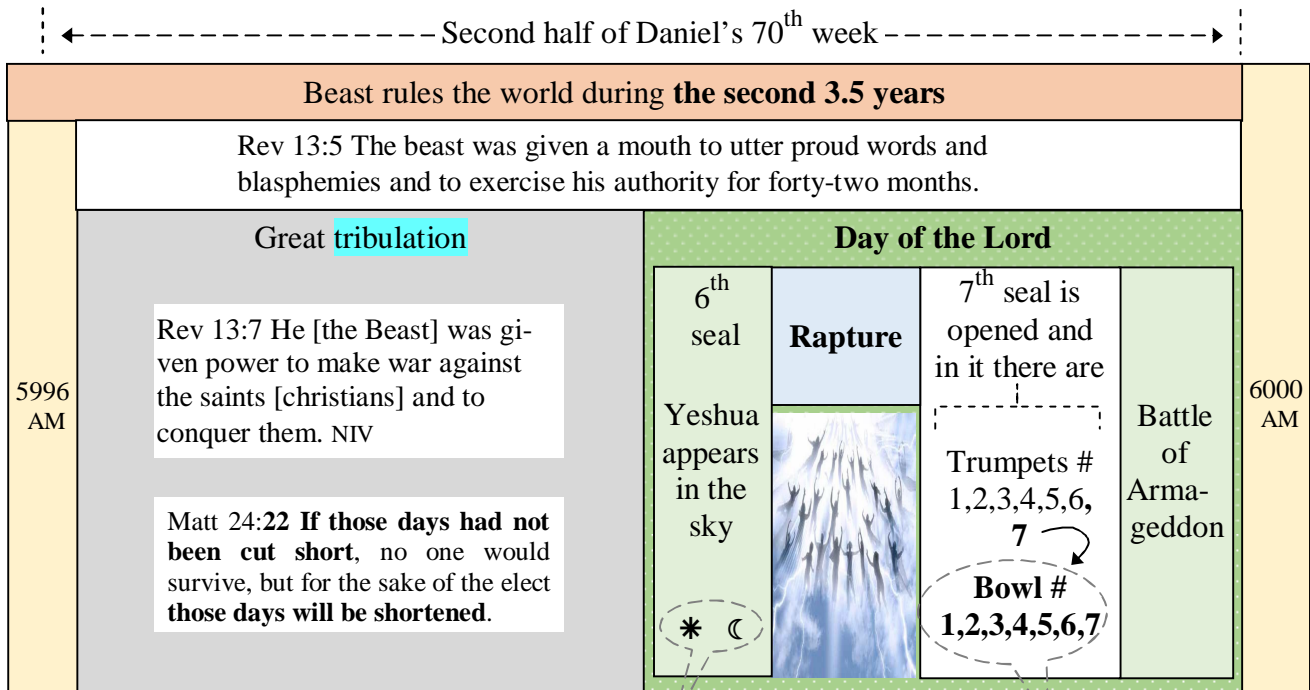 Second half of Daniel's 70th week
Beast rules the world during the second 3.5 years
Rev 13:5 The beast was given a mouth to utter proud words and
blasphemies and to exercise his authority for forty-two months.
5996
AM
Great tribulation
Rev 13:7 He [the Beast] was gi-
ven power to make war against
the saints [christians] and to
conquer them. NIV
Matt 24:22 If those days had not
been cut short, no one would
survive, but for the sake of the elect
those days will be shortened.
Day of the Lord
6th
seal
Yeshua
appears
in the
sky
Rapture
7th seal is
opened and
in it there are
Trumpets #
1,2,3,4,5,6,
7
Bowl #
1,2,3,4,5,6,7
Battle
of
Arma-
geddon
6000
AM